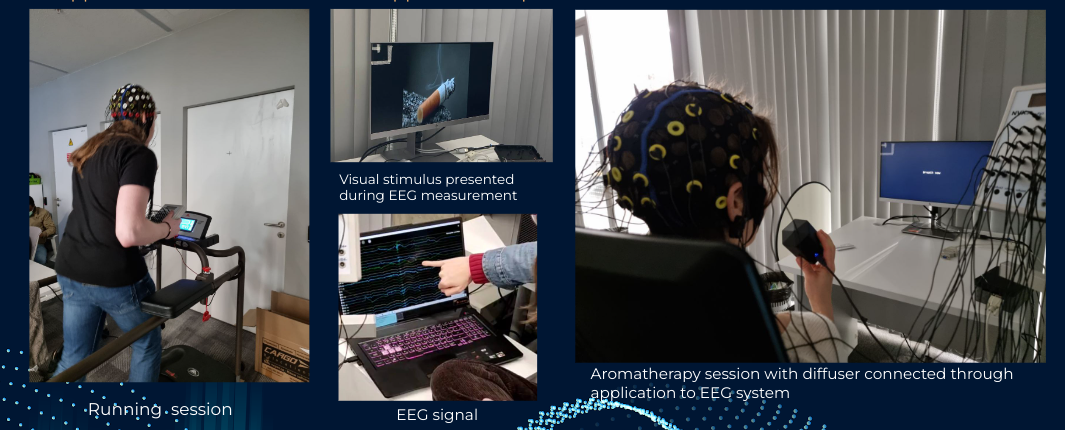 Visual stimulus presented
during EEG measurement
CARGO
Running session
EEG signal
Aromatherapy session with diffuser connected through
application to EEG system